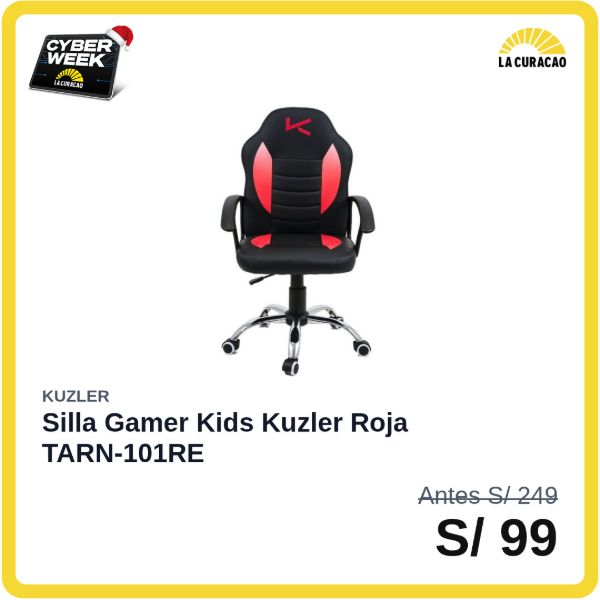 CYBER
WEEK
LA CURACAO
LA CURACAO
K
KUZLER
Silla Gamer Kids Kuzler Roja
TARN-101RE
Antes S/ 249
S/ 99